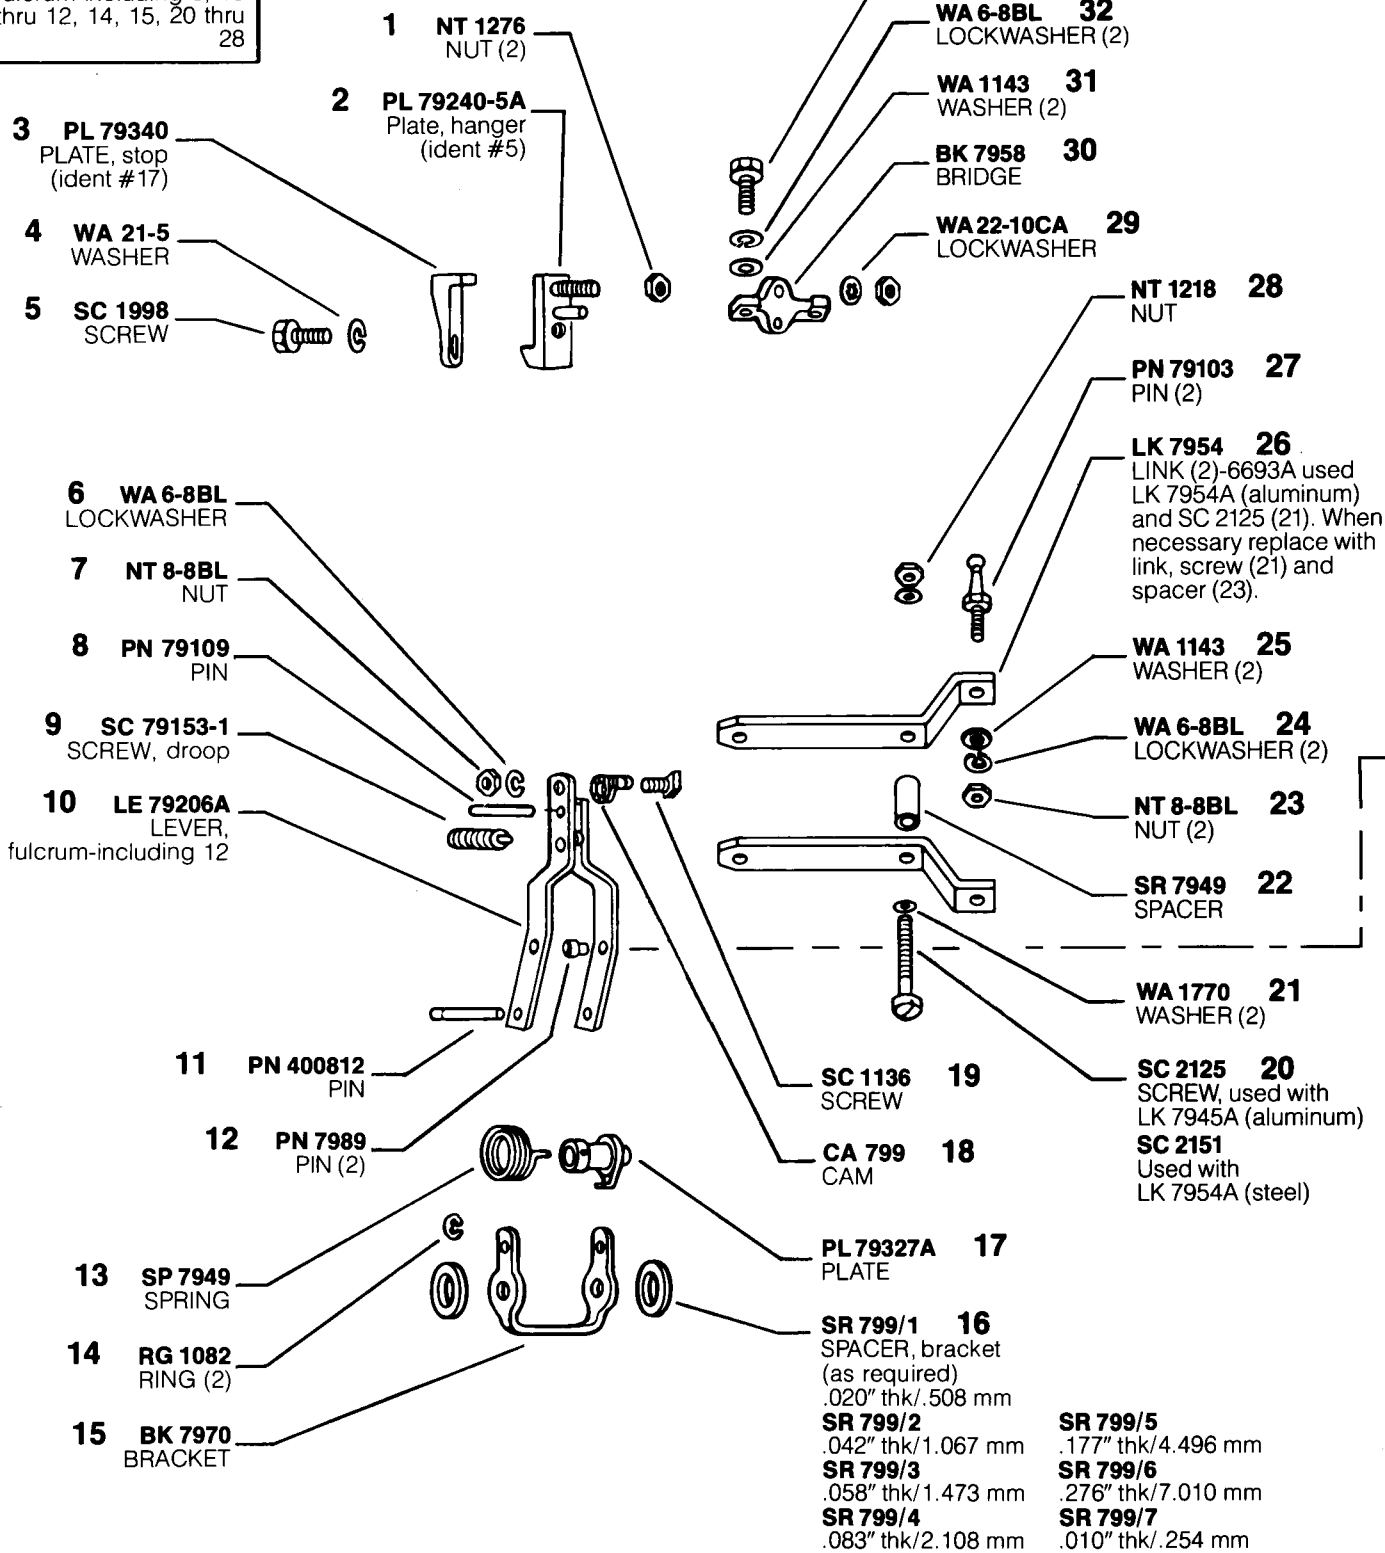 thru 12, 14, 15, 20 thru
28
1 NT 1276
NUT (2)
2 PL 79240-5A
Plate, hanger
(ident #5)
3 PL 79340
PLATE, stop
(ident #17)
4 WA 21-5
WASHER
5 SC 1998
SCREW
6 WA 6-8BL
LOCKWASHER
7 NT 8-8BL
NUT
8 PN 79109
PIN
9 SC 79153-1
SCREW, droop
10 LE 79206A
LEVER,
fulcrum-including 12
11 PN 400812
PIN
12 PN 7989
PIN (2)
13 SP 7949
SPRING
14 RG 1082
RING (2)
15 BK 7970
BRACKET
WA 6-8BL 32
LOCKWASHER (2)
WA 1143 31
WASHER (2)
BK 7958 30
BRIDGE
WA 22-10CA 29
LOCKWASHER
NT 1218 28
NUT
PN 79103 27
PIN (2)
LK 7954 26
LINK (2)-6693A used
LK 7954A (aluminum)
and SC 2125 (21). When
necessary replace with
link, screw (21) and
spacer (23).
WA 1143 25
WASHER (2)
WA 6-8BL 24
LOCKWASHER (2)
NT 8-8BL 23
NUT (2)
SR 7949 22
SPACER
WA 1770 21
WASHER (2)
SC 2125 20
SCREW, used with
LK 7945A (aluminum)
SC 2151
Used with
LK 7954A (steel)
SC 1136 19
SCREW
CA 799 18
CAM
PL 79327A 17
PLATE
SR 799/1 16
SPACER, bracket
(as required)
.020" thk/.508 mm
SR 799/2
.042" thk/1.067 mm
SR 799/3
.058" thk/1.473 mm
SR 799/4
.083" thk/2.108 mm
SR 799/5
.177" thk/4.496 mm
SR 799/6
.276" thk/7.010 mm
SR 799/7
.010" thk/.254 mm